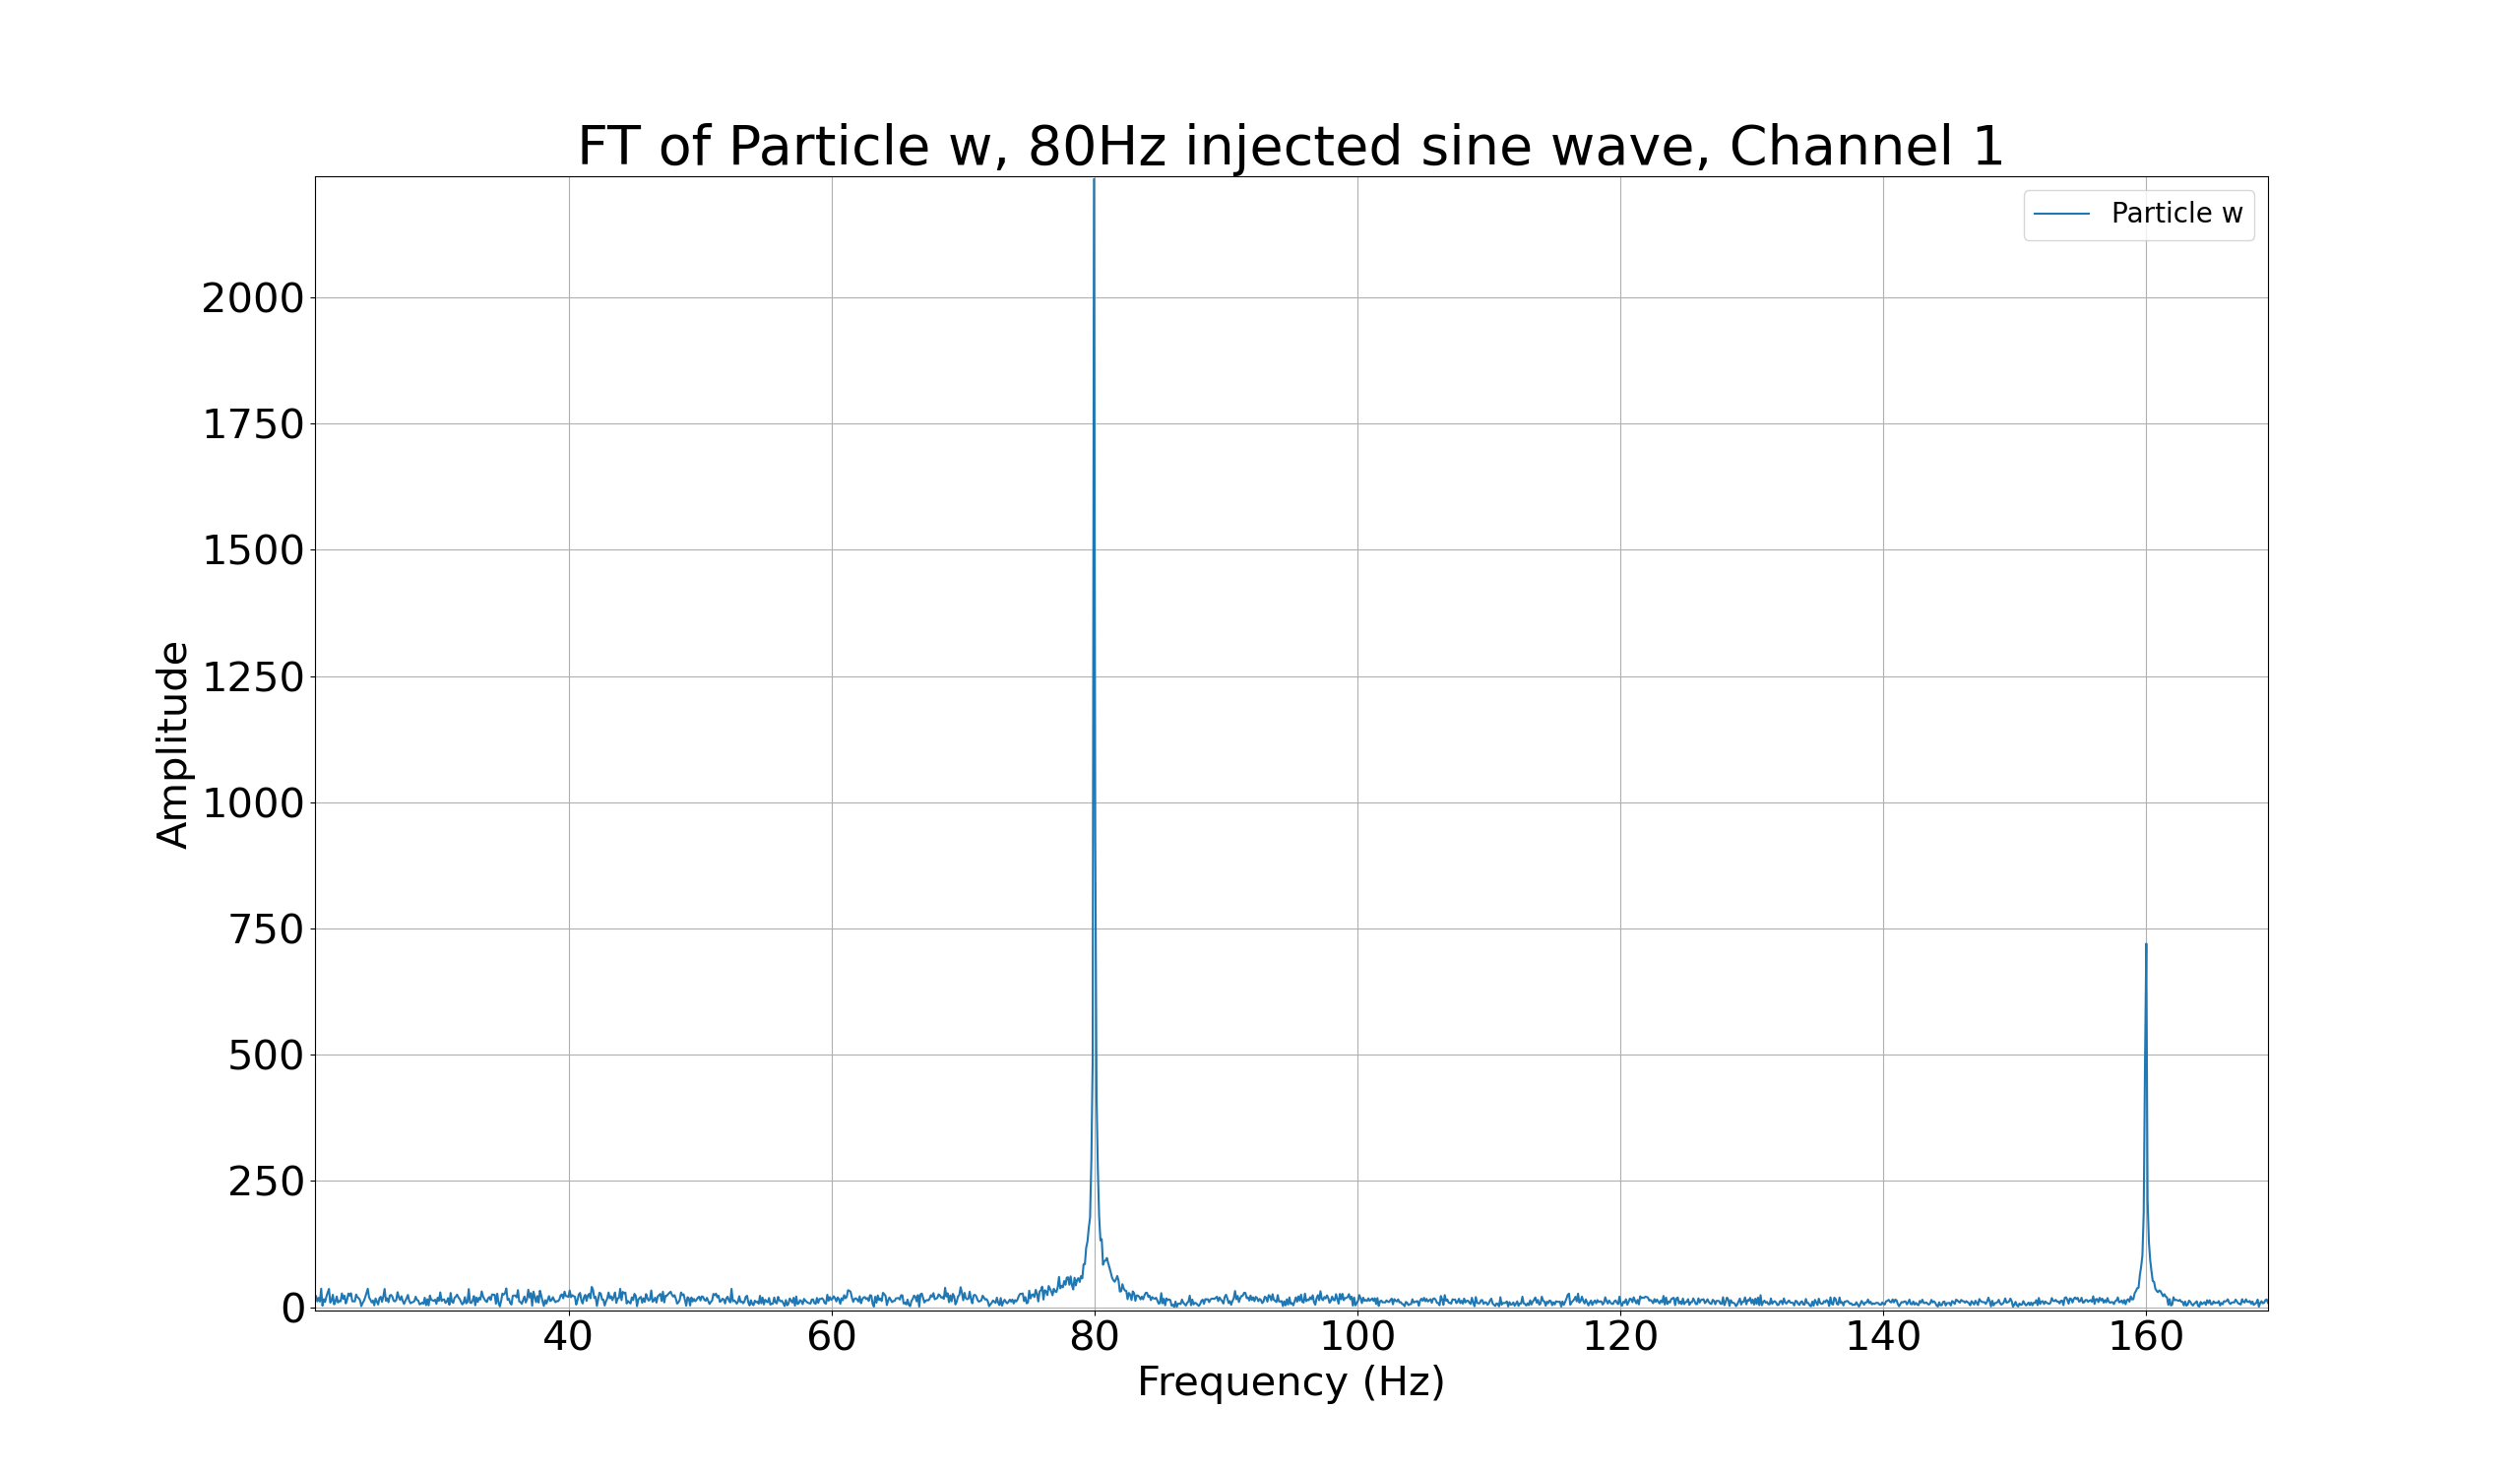 FT of Particle w, 80Hz injected sine wave, Channel 1
Particle w
Amplitude
2000
1750
1500
1250
1000
750
500
250
0
40 60 80 100 120 140 160
Frequency (Hz)